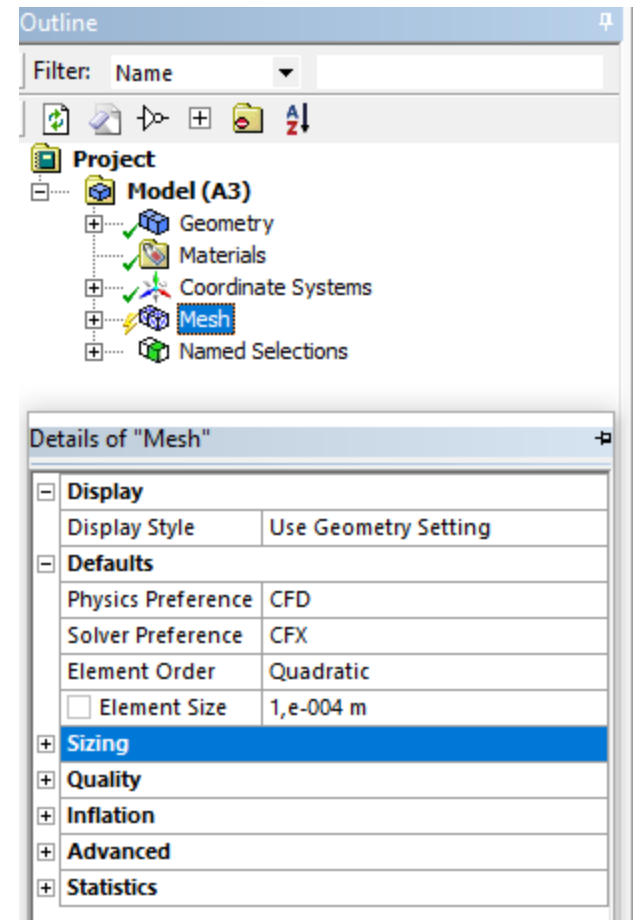 Outline
Filter: Name
A
Z
Project
Model (A3)
Geometry
Materials
Coordinate Systems
Mesh
Named Selections
Details of "Mesh"
Display
Display Style Use Geometry Setting
Defaults
Physics Preference CFD
Solver Preference CFX
Element Order Quadratic
Element Size 1,e-004 m
Sizing
Quality
Inflation
Advanced
Statistics